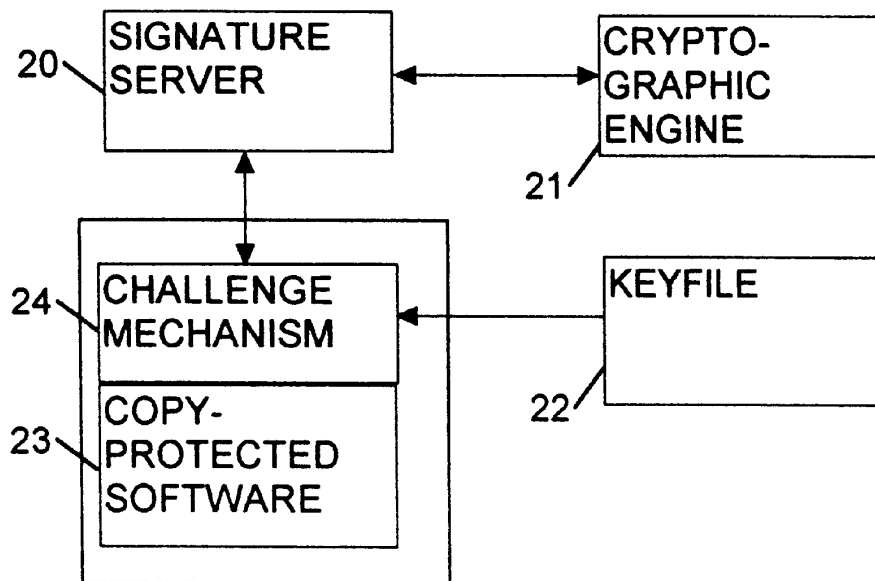 20
SIGNATURE
SERVER
CRYPTO-
GRAPHIC
ENGINE
21
24
CHALLENGE
MECHANISM
KEYFILE
22
23
COPY-
PROTECTED
SOFTWARE